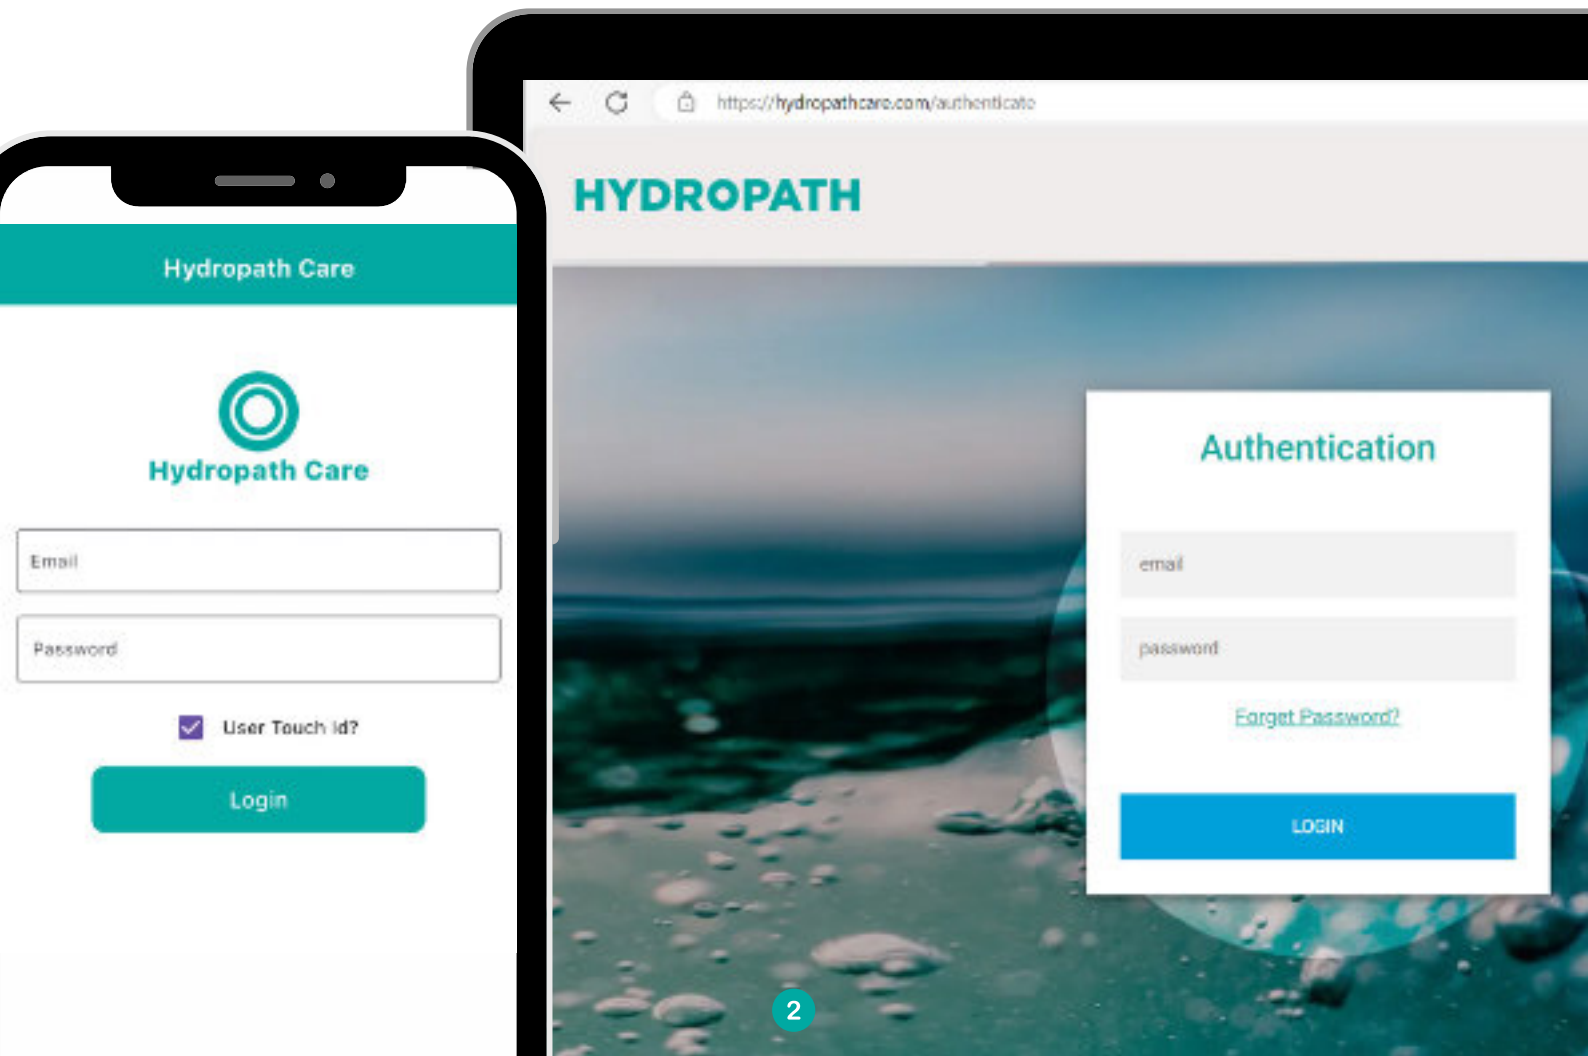 https://hydropathcare.com/authenticate
HYDROPATH
Hydropath Care
Hydropath Care
Email
Password
User Touch Id?
Login
Authentication
email
password
Forget Password?
LOGIN
2